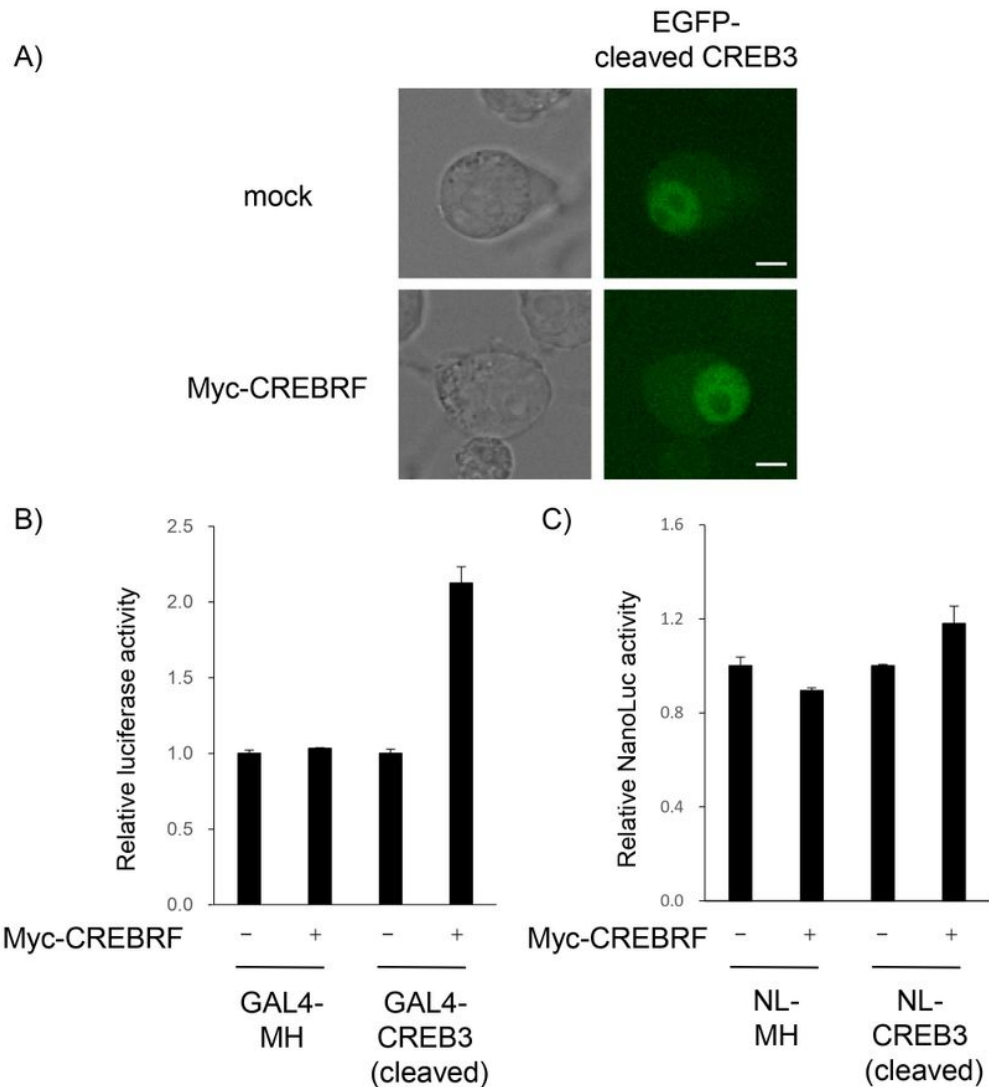 A)
EGFP-
cleaved CREB3
mock
Myc-CREBRF
B)
Relative luciferase activity
2.5
2.0
1.5
1.0
0.5
0.0
Myc-CREBRF − + − +
GAL4-
MH
GAL4-
CREB3
(cleaved)
C)
Relative NanoLuc activity
1.6
1.2
0.8
0.4
0.0
Myc-CREBRF − + − +
NL-
MH
NL-
CREB3
(cleaved)